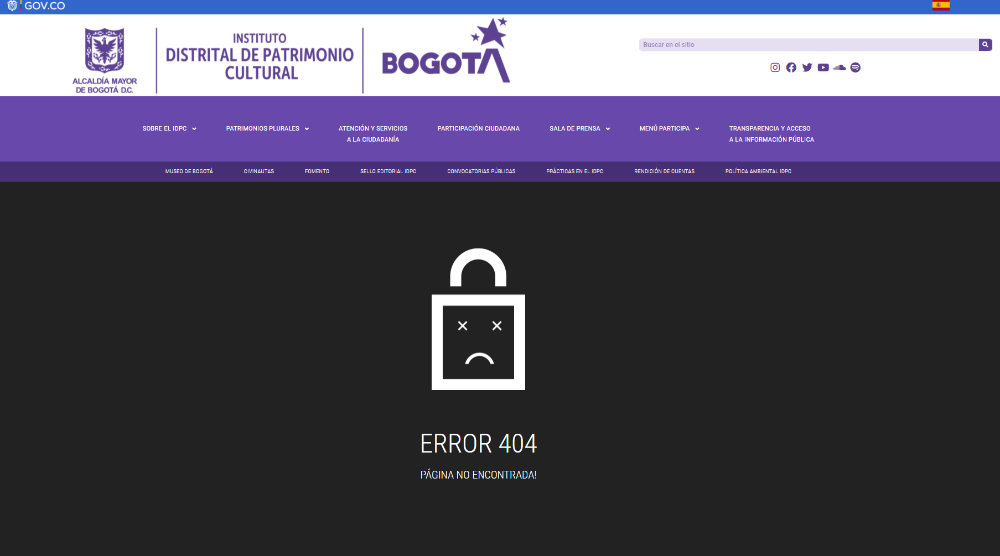 GOV.CO
ALCALDÍA MAYOR
DE BOGOTÁ D.C.
INSTITUTO
DISTRITAL DE PATRIMONIO
CULTURAL
BOGOTÁ
Buscar en el sitio
SOBRE EL IDPC
PATRIMONIOS PLURALES
ATENCIÓN Y SERVICIOS
A LA CIUDADANÍA
PARTICIPACIÓN CIUDADANA
SALA DE PRENSA
MENÚ PARTICIPA
TRANSPARENCIA Y ACCESO
A LA INFORMACIÓN PÚBLICA
MUSEO DE BOGOTÁ
CIVINAUTAS
FOMENTO
SELLO EDITORIAL IDPC
CONVOCATORIAS PÚBLICAS
PRÁCTICAS EN EL IDPC
RENDICIÓN DE CUENTAS
POLÍTICA AMBIENTAL IDPC
ERROR 404
PÁGINA NO ENCONTRADA!